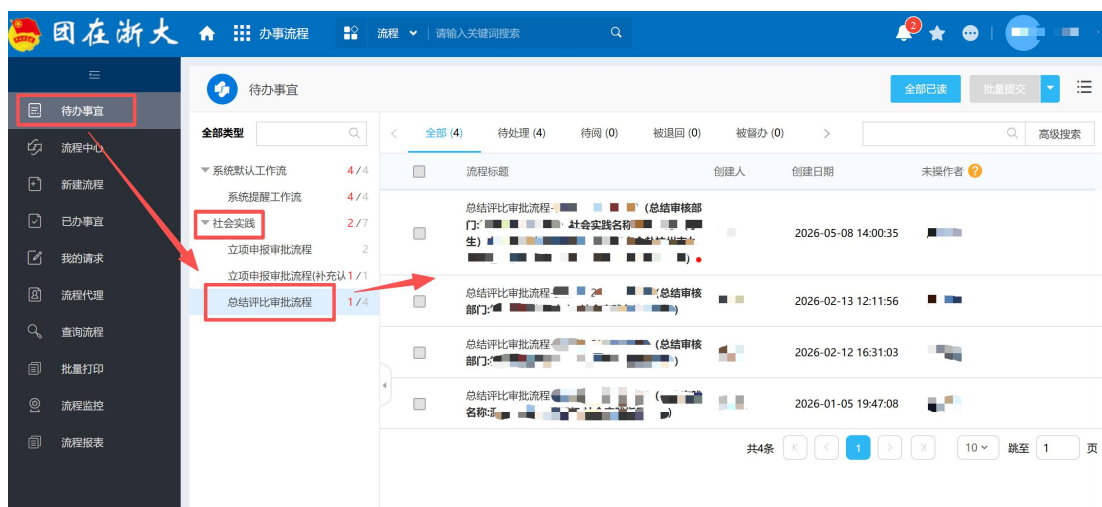 团在浙大
办事流程
流程
请输入关键词搜索
2
待办事宜
流程中心
新建流程
已办事宜
我的请求
流程代理
查询流程
批量打印
流程监控
流程报表
待办事宜
全部已读
批量提交
全部类型
系统默认工作流 4/4
系统提醒工作流 4/4
社会实践 2/7
立项申报审批流程 2
立项申报审批流程(补充认 1/1
总结评比审批流程 1/4
全部 (4) 待处理 (4) 待阅 (0) 被退回 (0) 被督办 (0)
高级搜索
流程标题 创建人 创建日期 未操作者
总结评比审批流程- (总结审核部
门: 社会实践名称
生)
)
2026-05-08 14:00:35
总结评比审批流程- (总结审核
部门: )
2026-02-13 12:11:56
总结评比审批流程 (总结审核
部门: )
2026-02-12 16:31:03
总结评比审批流程 (
名称: )
2026-01-05 19:47:08
共4条 1 10 跳至 1 页